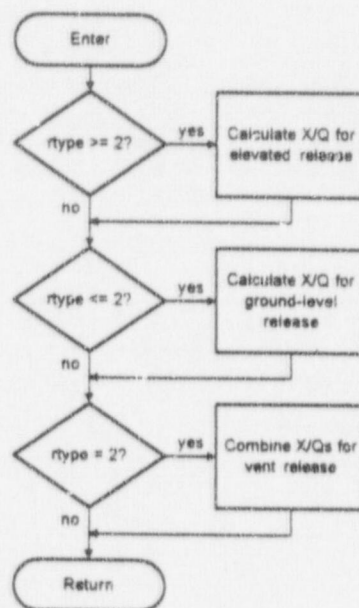 Enter
rtype >= 2?
yes
Calculate X/Q for
elevated release
no
rtype <= 2?
yes
Calculate X/Q for
ground-level
release
no
rtype = 2?
yes
Combine X/Qs for
vent release
no
Return